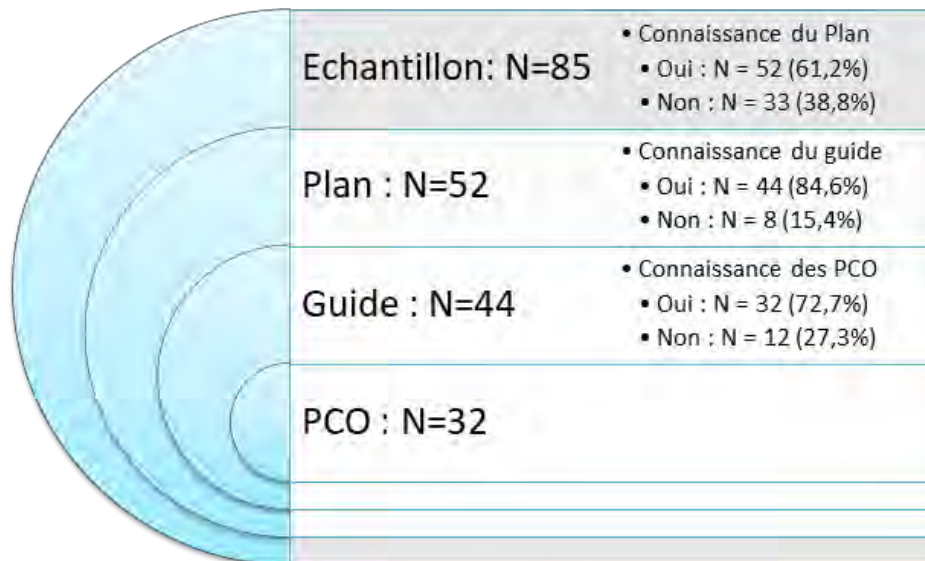 Echantillon: N=85
• Connaissance du Plan
• Oui : N = 52 (61,2%)
• Non : N = 33 (38,8%)
Plan : N=52
• Connaissance du guide
• Oui : N = 44 (84,6%)
• Non : N = 8 (15,4%)
Guide : N=44
• Connaissance des PCO
• Oui : N = 32 (72,7%)
• Non : N = 12 (27,3%)
PCO : N=32